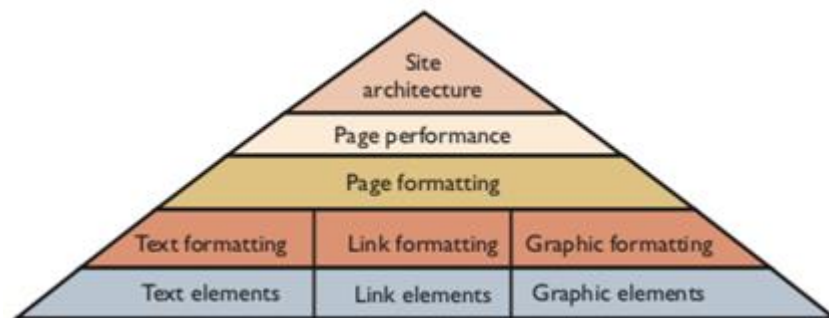 Site
architecture
Page performance
Page formatting
Text formatting Link formatting Graphic formatting
Text elements Link elements Graphic elements